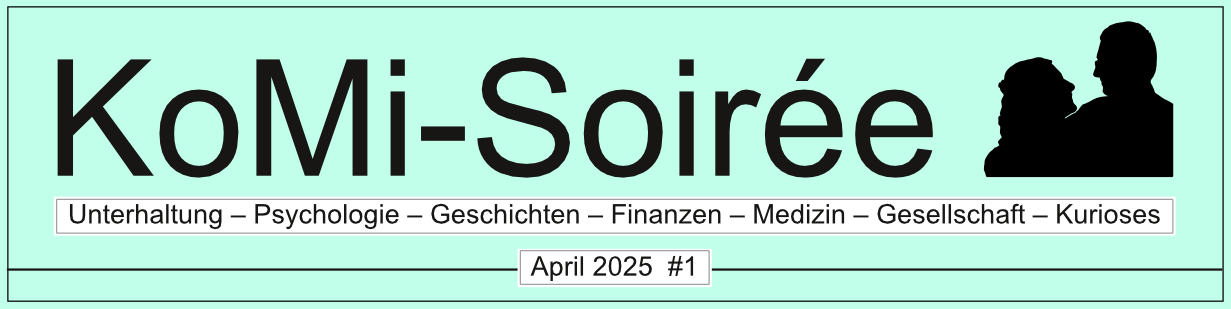 KoMi-Soirée
Unterhaltung – Psychologie – Geschichten – Finanzen – Medizin – Gesellschaft – Kurioses
April 2025 #1